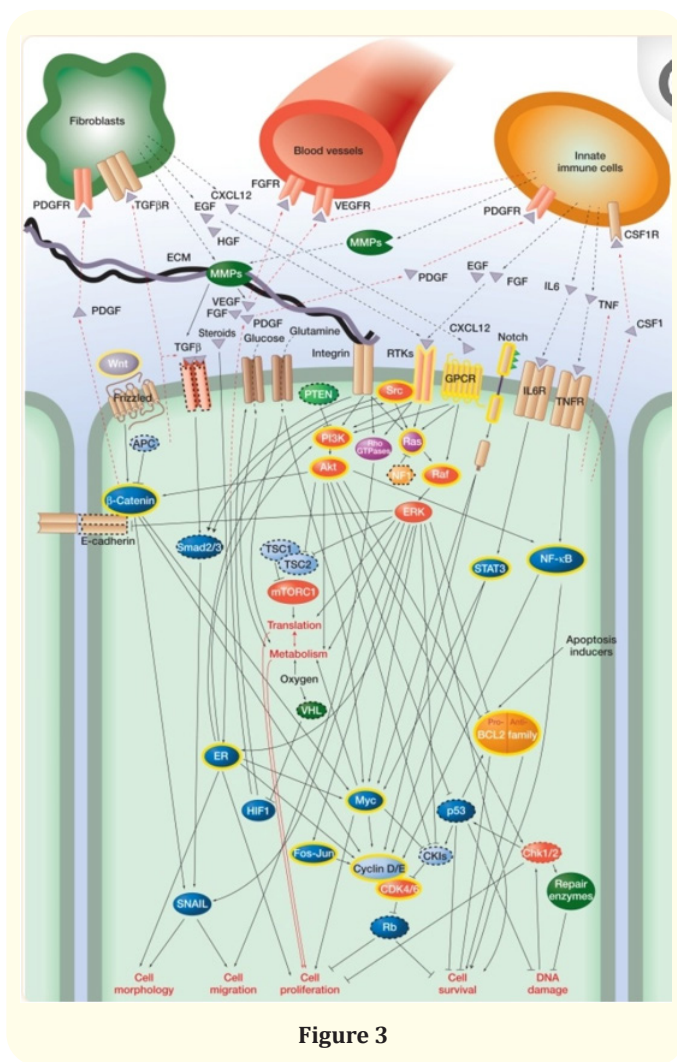 Fibroblasts
Blood vessels
Innate
immune cells
PDGFR
TGFβR
EGF
CXCL12
HGF
FGFR
VEGFR
PDGFR
CSF1R
ECM
MMPs
MMPs
PDGF
EGF
FGF
IL6
TNF
CSF1
PDGF
VEGF
FGF
PDGF
TGFβ
Steroids
Glucose
Glutamine
Integrin
RTKs
CXCL12
Notch
Wnt
Frizzled
PTEN
Src
GPCR
IL6R
TNFR
APC
PI3K
Rho
GTPases
Ras
Akt
NF1
Raf
β-Catenin
ERK
E-cadherin
Smad2/3
TSC1
TSC2
STAT3
NF-κB
mTORC1
Translation
Metabolism
Oxygen
VHL
Apoptosis
inducers
Pro- Anti-
BCL2 family
ER
HIF1
Myc
p53
Fos-Jun
Cyclin D/E
CKIs
CDK4/6
Chk1/2
Repair
enzymes
SNAIL
Rb
Cell
morphology
Cell
migration
Cell
proliferation
Cell
survival
DNA
damage
Figure 3